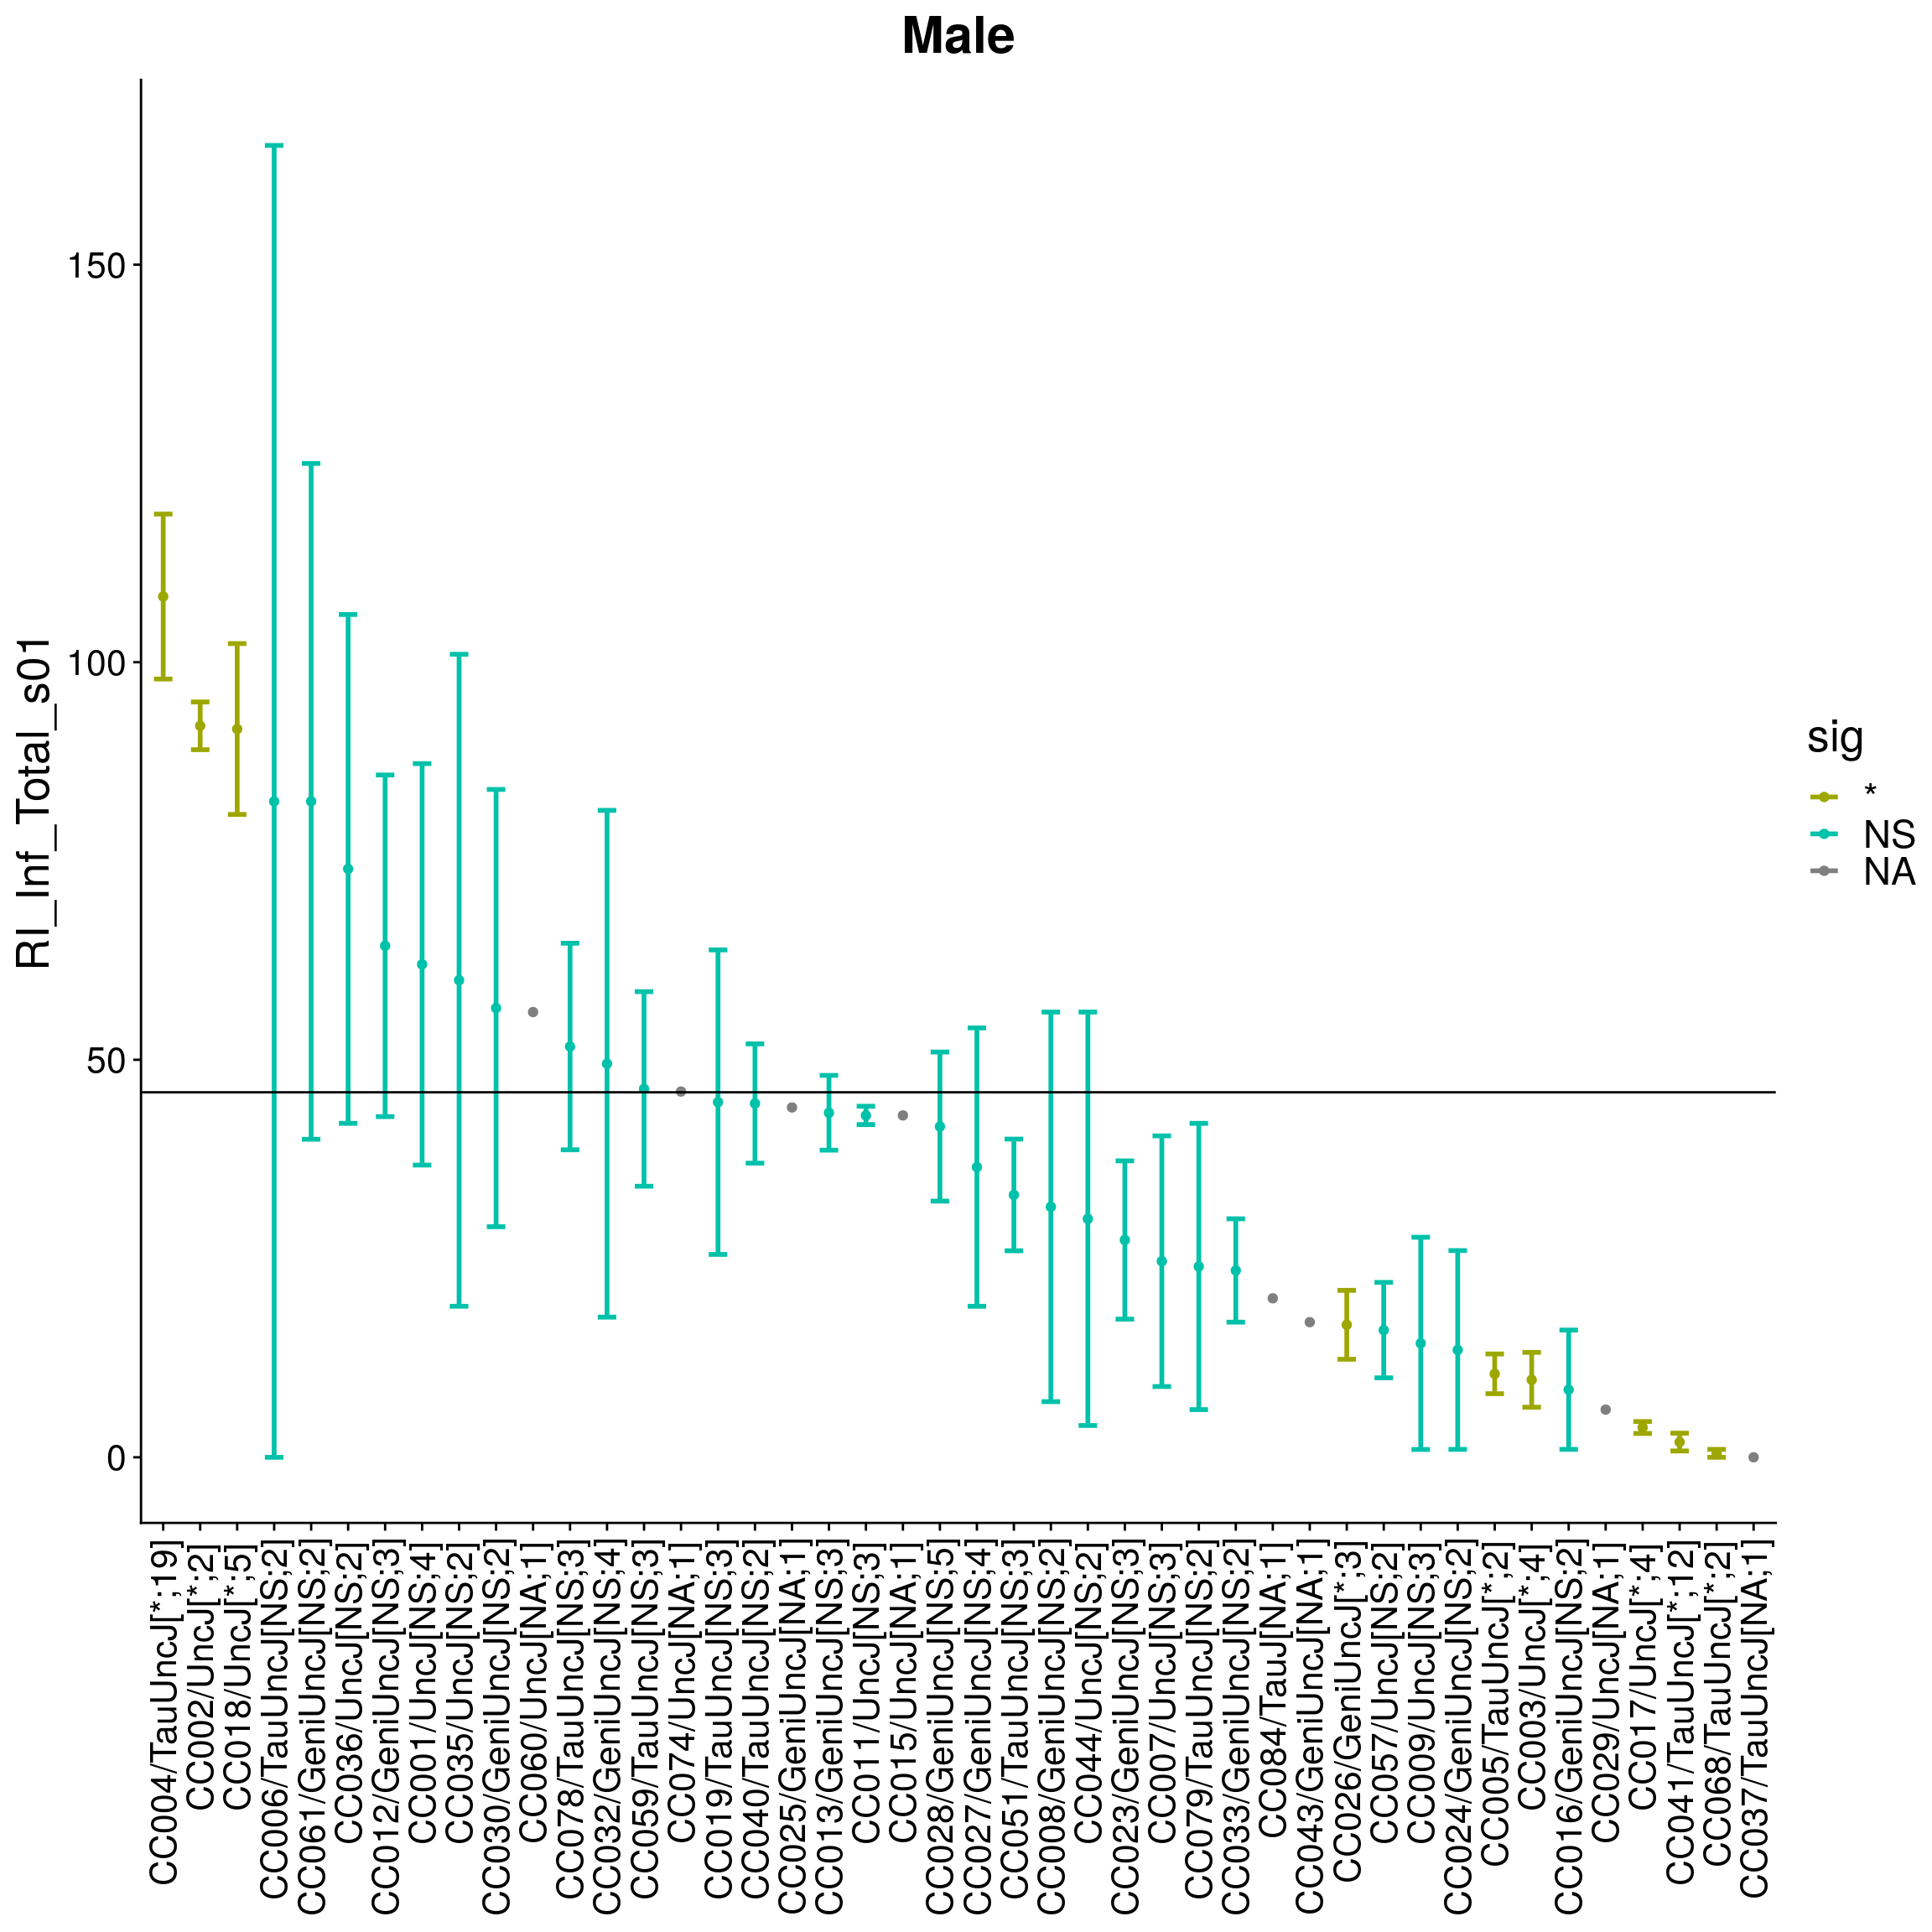 Male
RI_Inf_Total_s01
150
100
50
0
CC004/TauUncJ[*;19]
CC002/UncJ[*;2]
CC018/UncJ[*;5]
CC006/TauUncJ[NS;2]
CC061/GeniUncJ[NS;2]
CC036/UncJ[NS;2]
CC012/GeniUncJ[NS;3]
CC001/UncJ[NS;4]
CC035/UncJ[NS;2]
CC030/GeniUncJ[NS;2]
CC060/UncJ[NA;1]
CC078/TauUncJ[NS;3]
CC032/GeniUncJ[NS;4]
CC059/TauUncJ[NS;3]
CC074/UncJ[NA;1]
CC019/TauUncJ[NS;3]
CC040/TauUncJ[NS;2]
CC025/GeniUncJ[NA;1]
CC013/GeniUncJ[NS;3]
CC011/UncJ[NS;3]
CC015/UncJ[NA;1]
CC028/GeniUncJ[NS;5]
CC027/GeniUncJ[NS;4]
CC051/TauUncJ[NS;3]
CC008/GeniUncJ[NS;2]
CC044/UncJ[NS;2]
CC023/GeniUncJ[NS;3]
CC007/UncJ[NS;3]
CC079/TauUncJ[NS;2]
CC033/GeniUncJ[NS;2]
CC084/TauJ[NA;1]
CC043/GeniUncJ[NA;1]
CC026/GeniUncJ[*;3]
CC057/UncJ[NS;2]
CC009/UncJ[NS;3]
CC024/GeniUncJ[NS;2]
CC005/TauUncJ[*;2]
CC003/UncJ[*;4]
CC016/GeniUncJ[NS;2]
CC029/UncJ[NA;1]
CC017/UncJ[*;4]
CC041/TauUncJ[*;12]
CC068/TauUncJ[*;2]
CC037/TauUncJ[NA;1]
sig
*
NS
NA